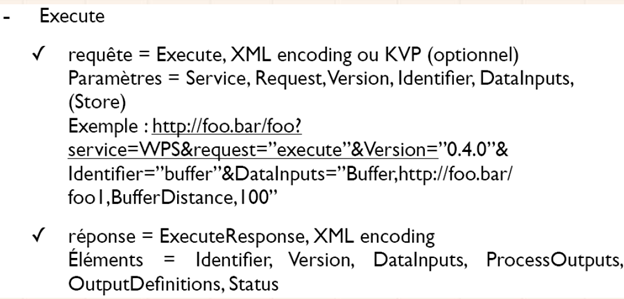 - Execute
✓ requête = Execute, XML encoding ou KVP (optionnel)
Paramètres = Service, Request, Version, Identifier, DataInputs,
(Store)
Exemple : http://foo.bar/foo?
service=WPS&request=”execute”&Version=”0.4.0”&
Identifier=”buffer”&DataInputs=”Buffer,http://foo.bar/
foo1,BufferDistance,100”
✓ réponse = ExecuteResponse, XML encoding
Éléments = Identifier, Version, DataInputs, ProcessOutputs,
OutputDefinitions, Status